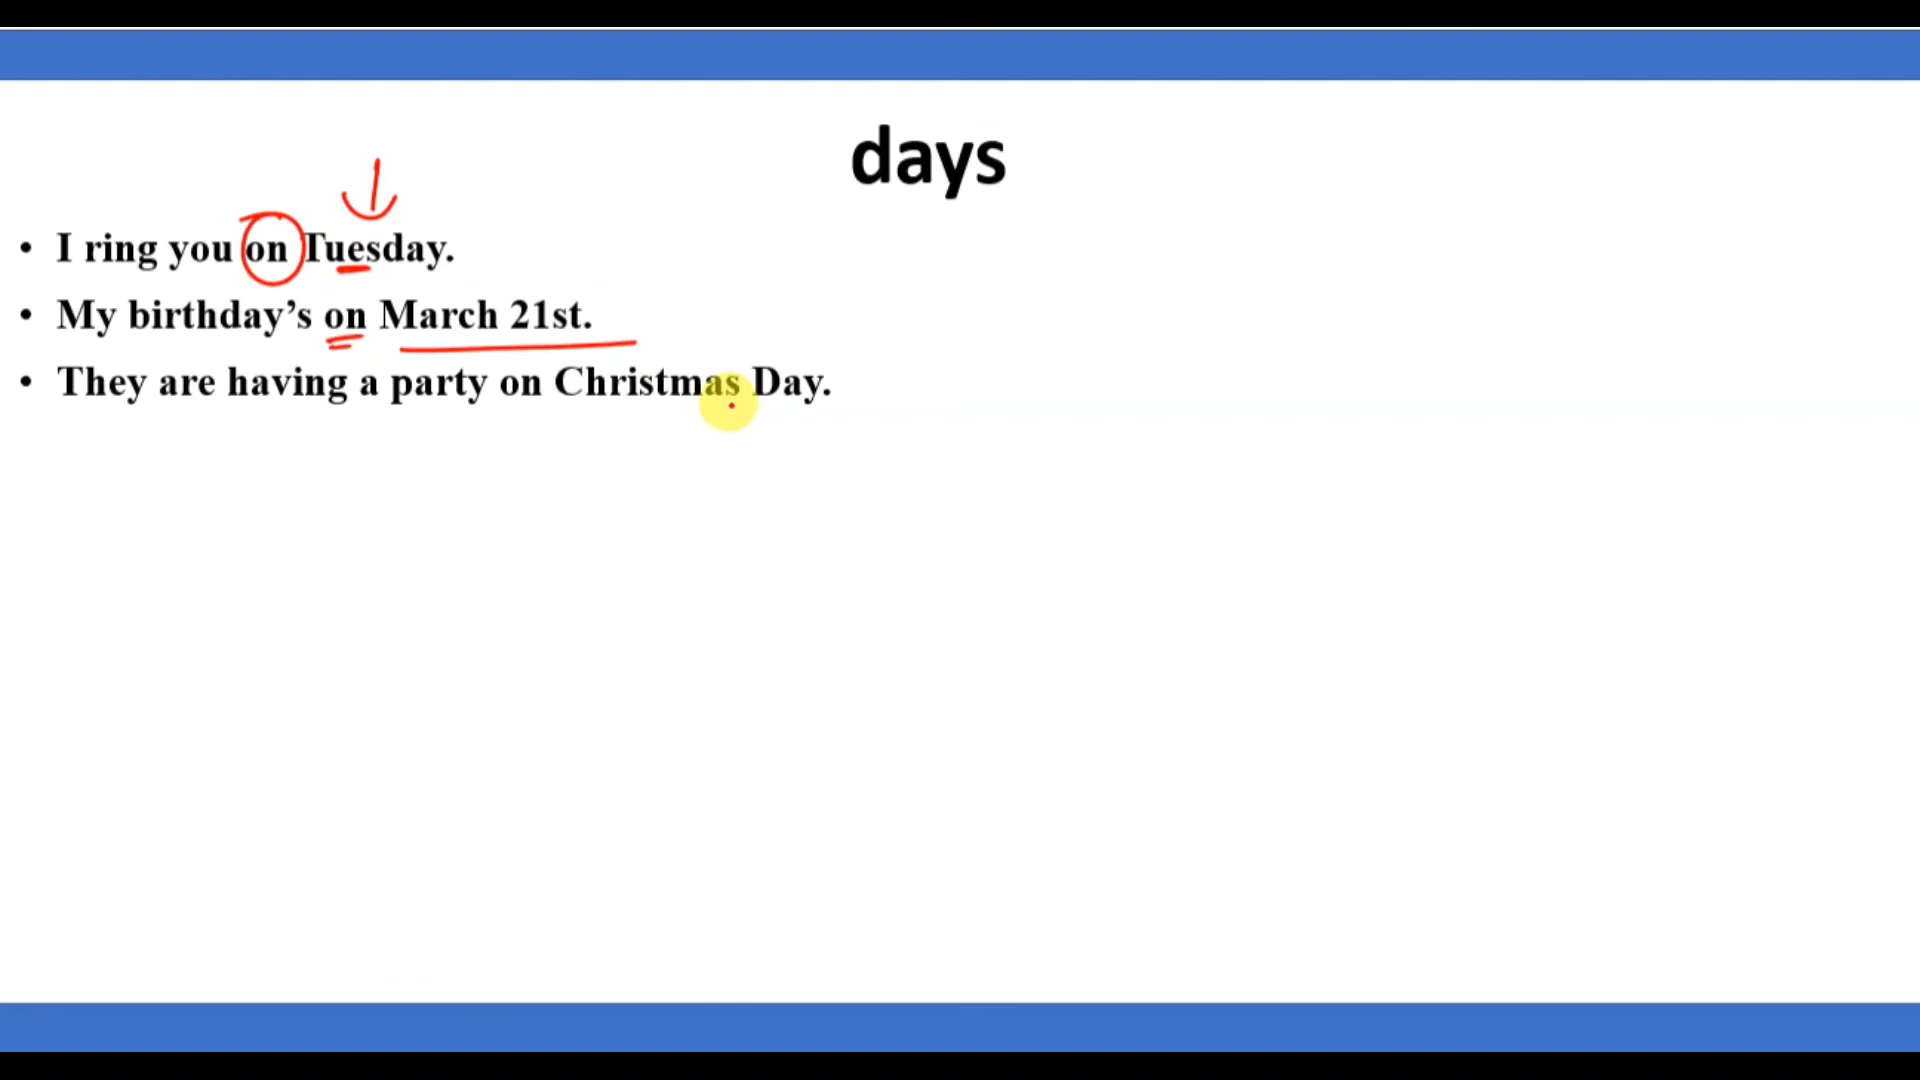 days
• I ring you on Tuesday.
• My birthday’s on March 21st.
• They are having a party on Christmas Day.